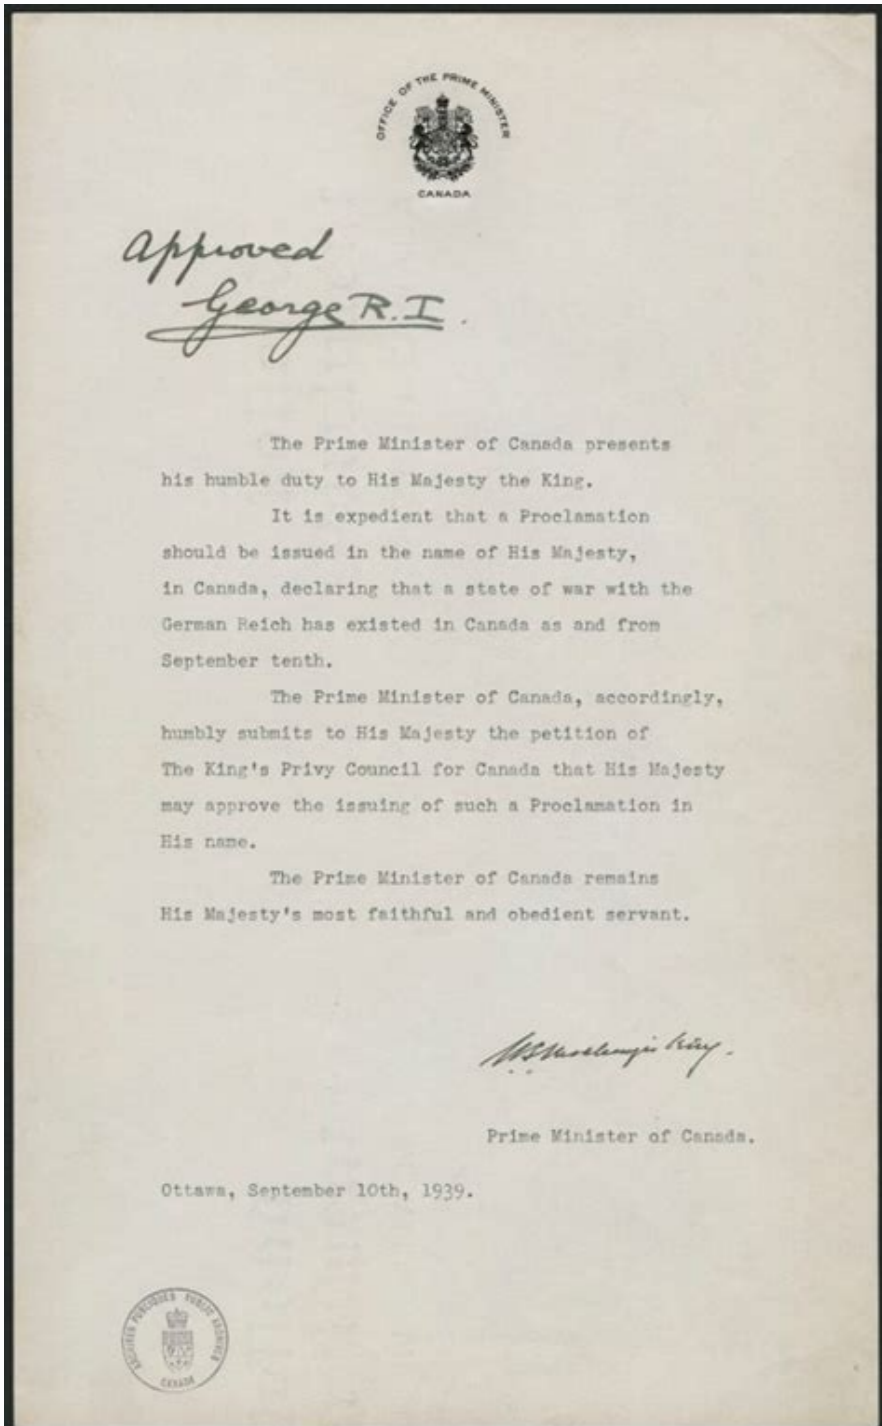 OFFICE OF THE PRIME MINISTER
CANADA
Approved
George R.I.
The Prime Minister of Canada presents
his humble duty to His Majesty the King.
It is expedient that a Proclamation
should be issued in the name of His Majesty,
in Canada, declaring that a state of war with the
German Reich has existed in Canada as and from
September tenth.
The Prime Minister of Canada, accordingly,
humbly submits to His Majesty the petition of
The King's Privy Council for Canada that His Majesty
may approve the issuing of such a Proclamation in
His name.
The Prime Minister of Canada remains
His Majesty's most faithful and obedient servant.
W L Mackenzie King.
Prime Minister of Canada.
Ottawa, September 10th, 1939.
ARCHIVES PUBLIQUES PUBLIC ARCHIVES
CANADA